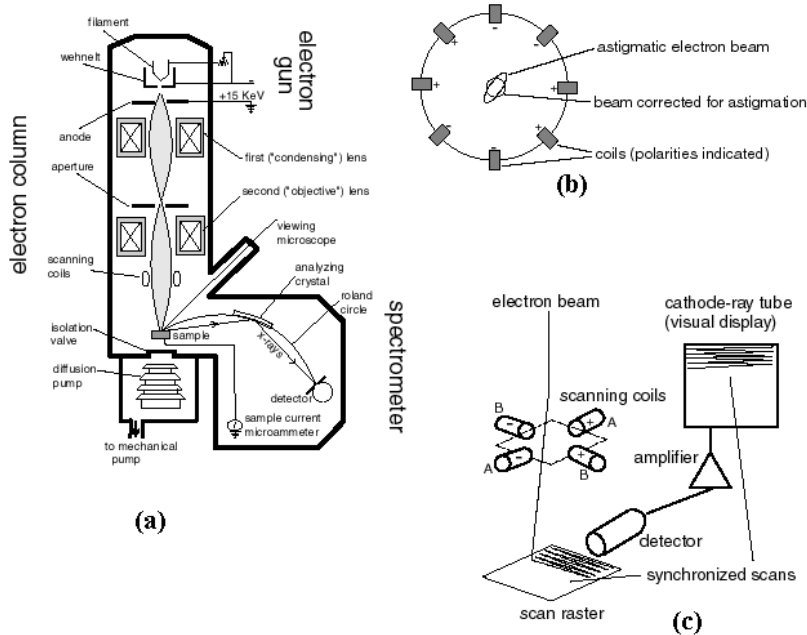 filament
wehnelt
electron
gun
-
+15 KeV
anode
first ("condensing") lens
aperture
second ("objective") lens
electron column
viewing
microscope
scanning
coils
analyzing
crystal
roland
circle
spectrometer
isolation
valve
sample
x-rays
diffusion
pump
detector
sample current
microammeter
to mechanical
pump
(a)
-
+
-
+
-
+
-
+
astigmatic electron beam
beam corrected for astigmation
coils (polarities indicated)
(b)
electron beam
cathode-ray tube
(visual display)
scanning coils
B
-
+
A
A
-
+
B
amplifier
detector
synchronized scans
scan raster
(c)